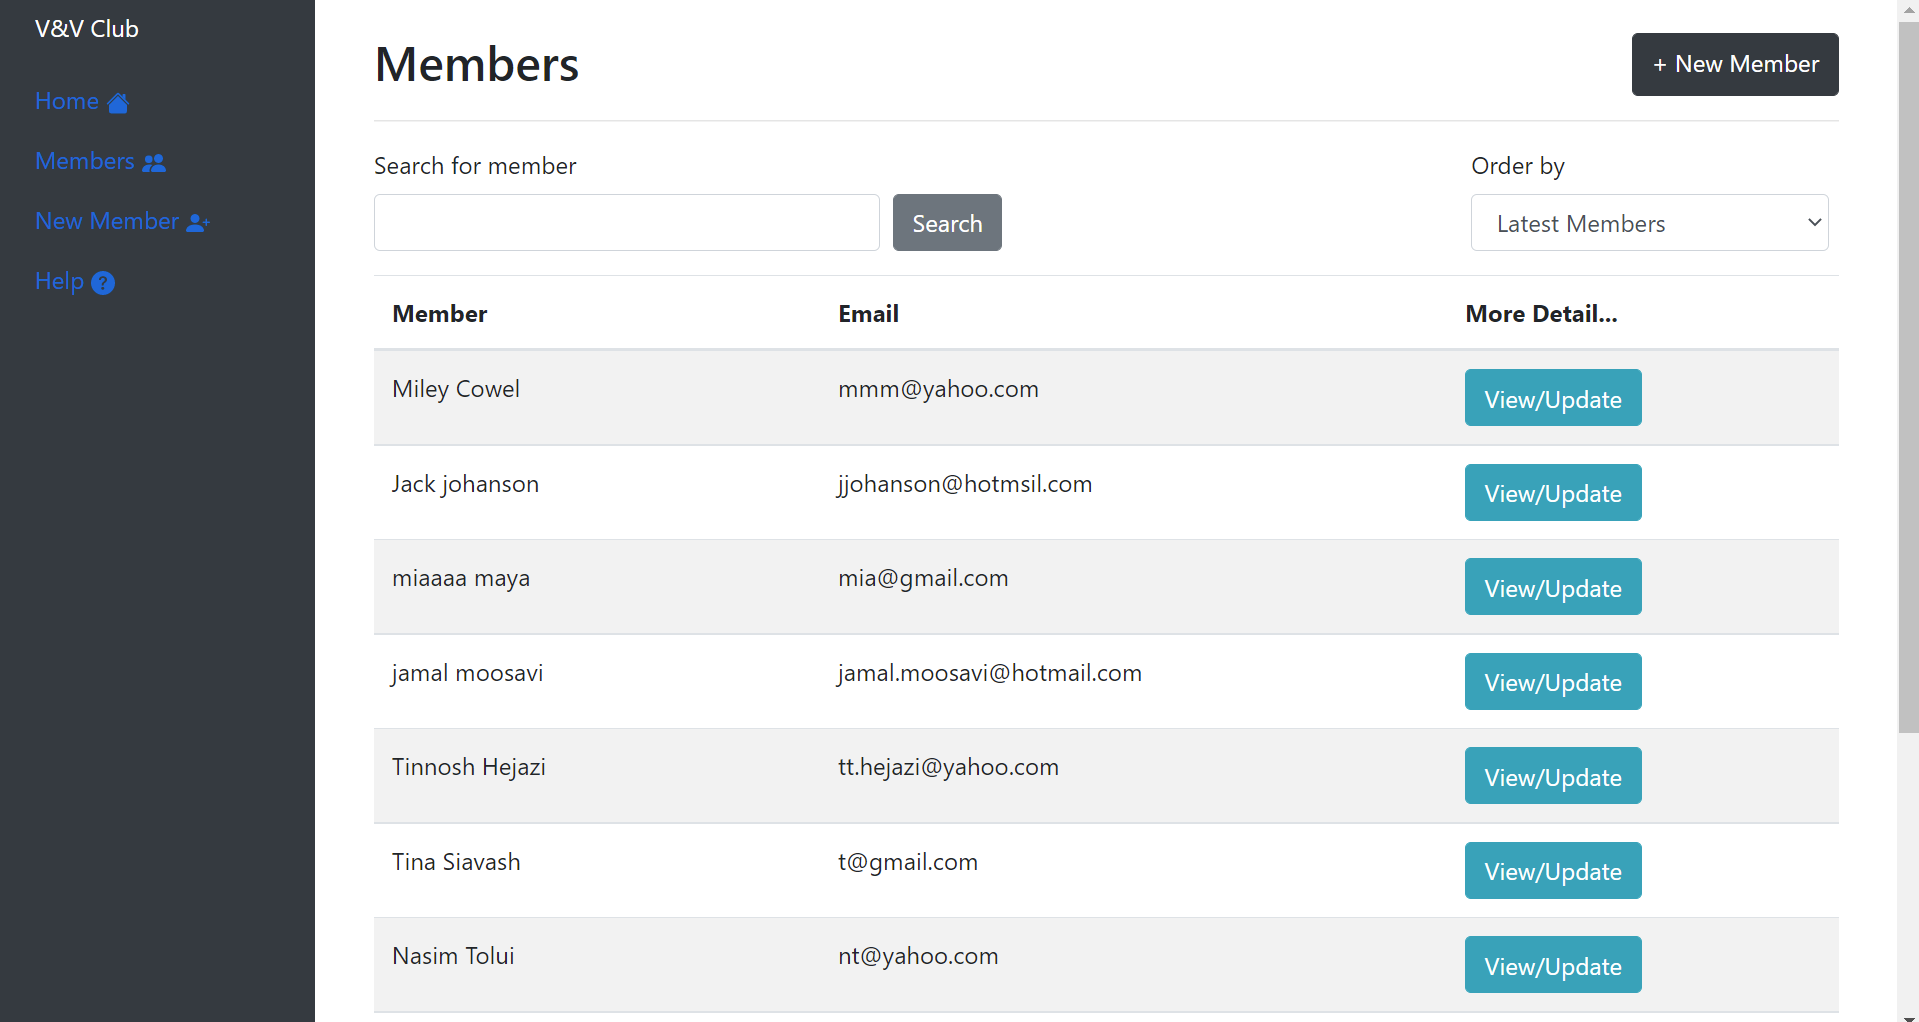 V&V Club
Home
Members
New Member
Help
Members
+ New Member
Search for member
Search
Order by
Latest Members
Member Email More Detail...
Miley Cowel mmm@yahoo.com View/Update
Jack johanson jjohanson@hotmsil.com View/Update
miaaaa maya mia@gmail.com View/Update
jamal moosavi jamal.moosavi@hotmail.com View/Update
Tinnosh Hejazi tt.hejazi@yahoo.com View/Update
Tina Siavash t@gmail.com View/Update
Nasim Tolui nt@yahoo.com View/Update